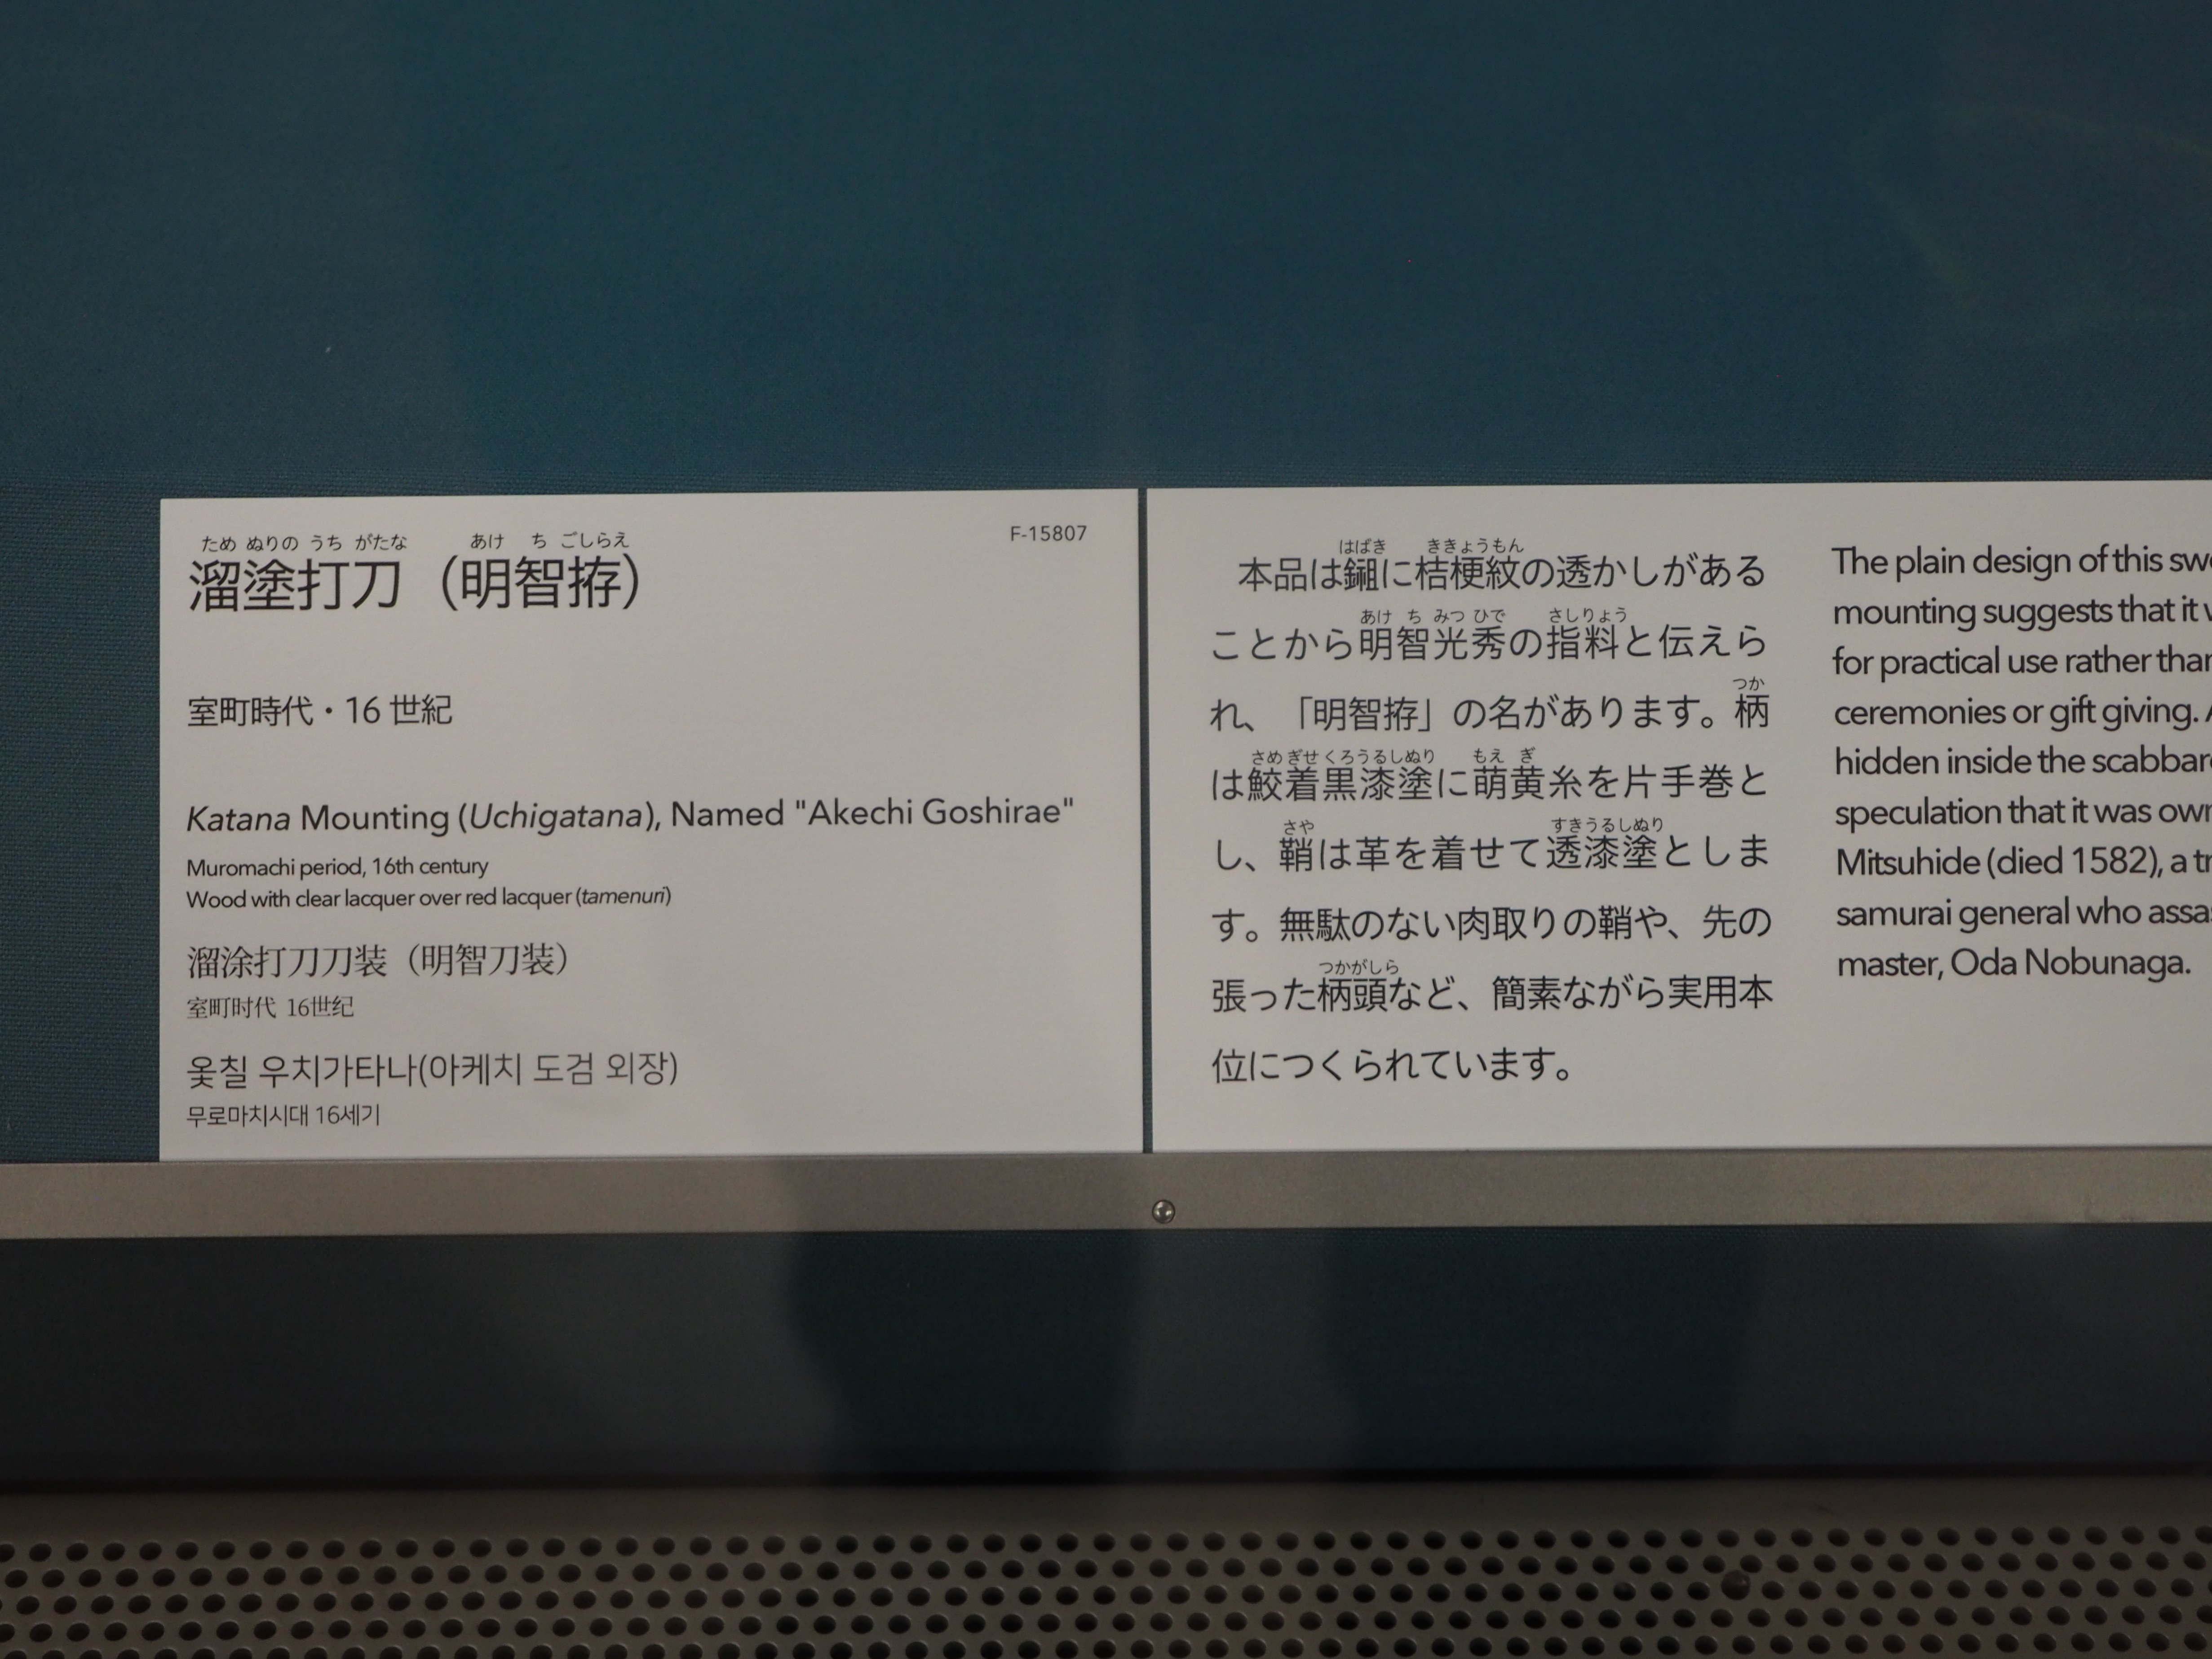 ため ぬりの うち がたな あけ ち ごしらえ
溜塗打刀（明智拵）
F-15807
室町時代・16 世紀
Katana Mounting (Uchigatana), Named "Akechi Goshirae"
Muromachi period, 16th century
Wood with clear lacquer over red lacquer (tamenuri)
溜涂打刀刀装（明智刀装）
室町时代 16世纪
옻칠 우치가타나(아케치 도검 외장)
무로마치시대 16세기
はばき ききょうもん
本品は鎺に桔梗紋の透かしがある
あけ ち みつ ひで さしりょう
ことから明智光秀の指料と伝えら
つか
れ、「明智拵」の名があります。柄
さめ ぎせ くろうるしぬり もえ ぎ
は鮫着黒漆塗に萌黄糸を片手巻と
さや すきうるしぬり
し、鞘は革を着せて透漆塗としま
す。無駄のない肉取りの鞘や、先の
つかがしら
張った柄頭など、簡素ながら実用本
位につくられています。
The plain design of this
mounting suggests that it
for practical use rather
ceremonies or gift giving.
hidden inside the
speculation that it was
Mitsuhide (died 1582), a
samurai general who
master, Oda Nobunaga.